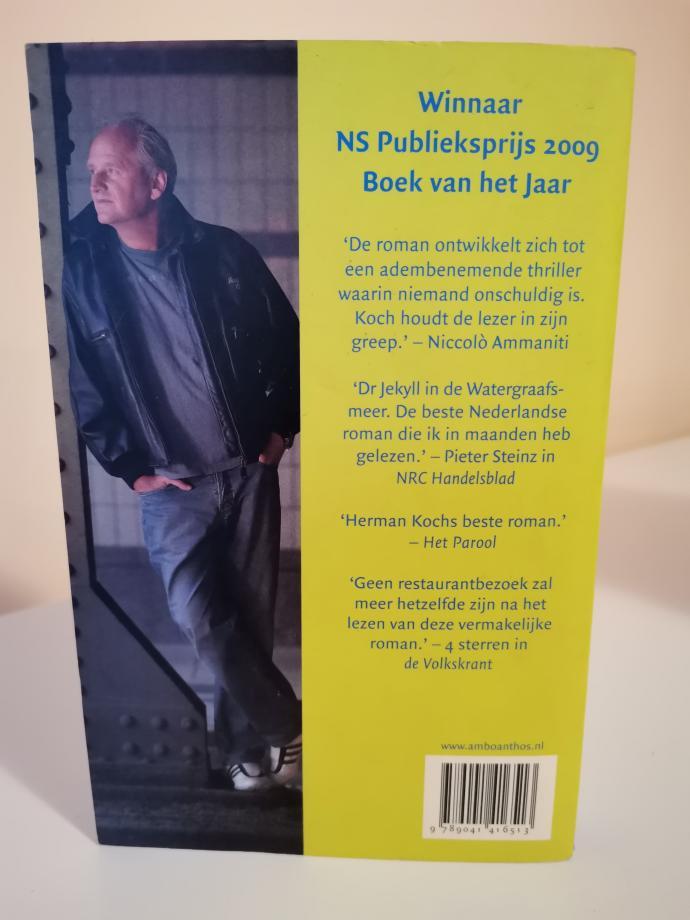 Winnaar
NS Publieksprijs 2009
Boek van het Jaar
‘De roman ontwikkelt zich tot
een adembenemende thriller
waarin niemand onschuldig is.
Koch houdt de lezer in zijn
greep.’ – Niccolò Ammaniti
‘Dr Jekyll in de Watergraafs-
meer. De beste Nederlandse
roman die ik in maanden heb
gelezen.’ – Pieter Steinz in
NRC Handelsblad
‘Herman Kochs beste roman.’
– Het Parool
‘Geen restaurantbezoek zal
meer hetzelfde zijn na het
lezen van deze vermakelijke
roman.’ – 4 sterren in
de Volkskrant
www.amboanthos.nl
9 789041 416513